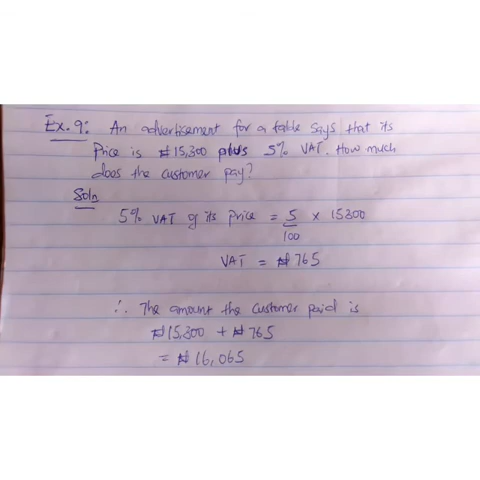 Ex. 9: An advertisement for a table says that its
Price is ₦15,300 plus 5% VAT. How much
does the customer pay?
Soln
5% VAT of its price = 5/100 × 15300
VAT = ₦765
∴ The amount the customer paid is
₦15,300 + ₦765
= ₦16,065